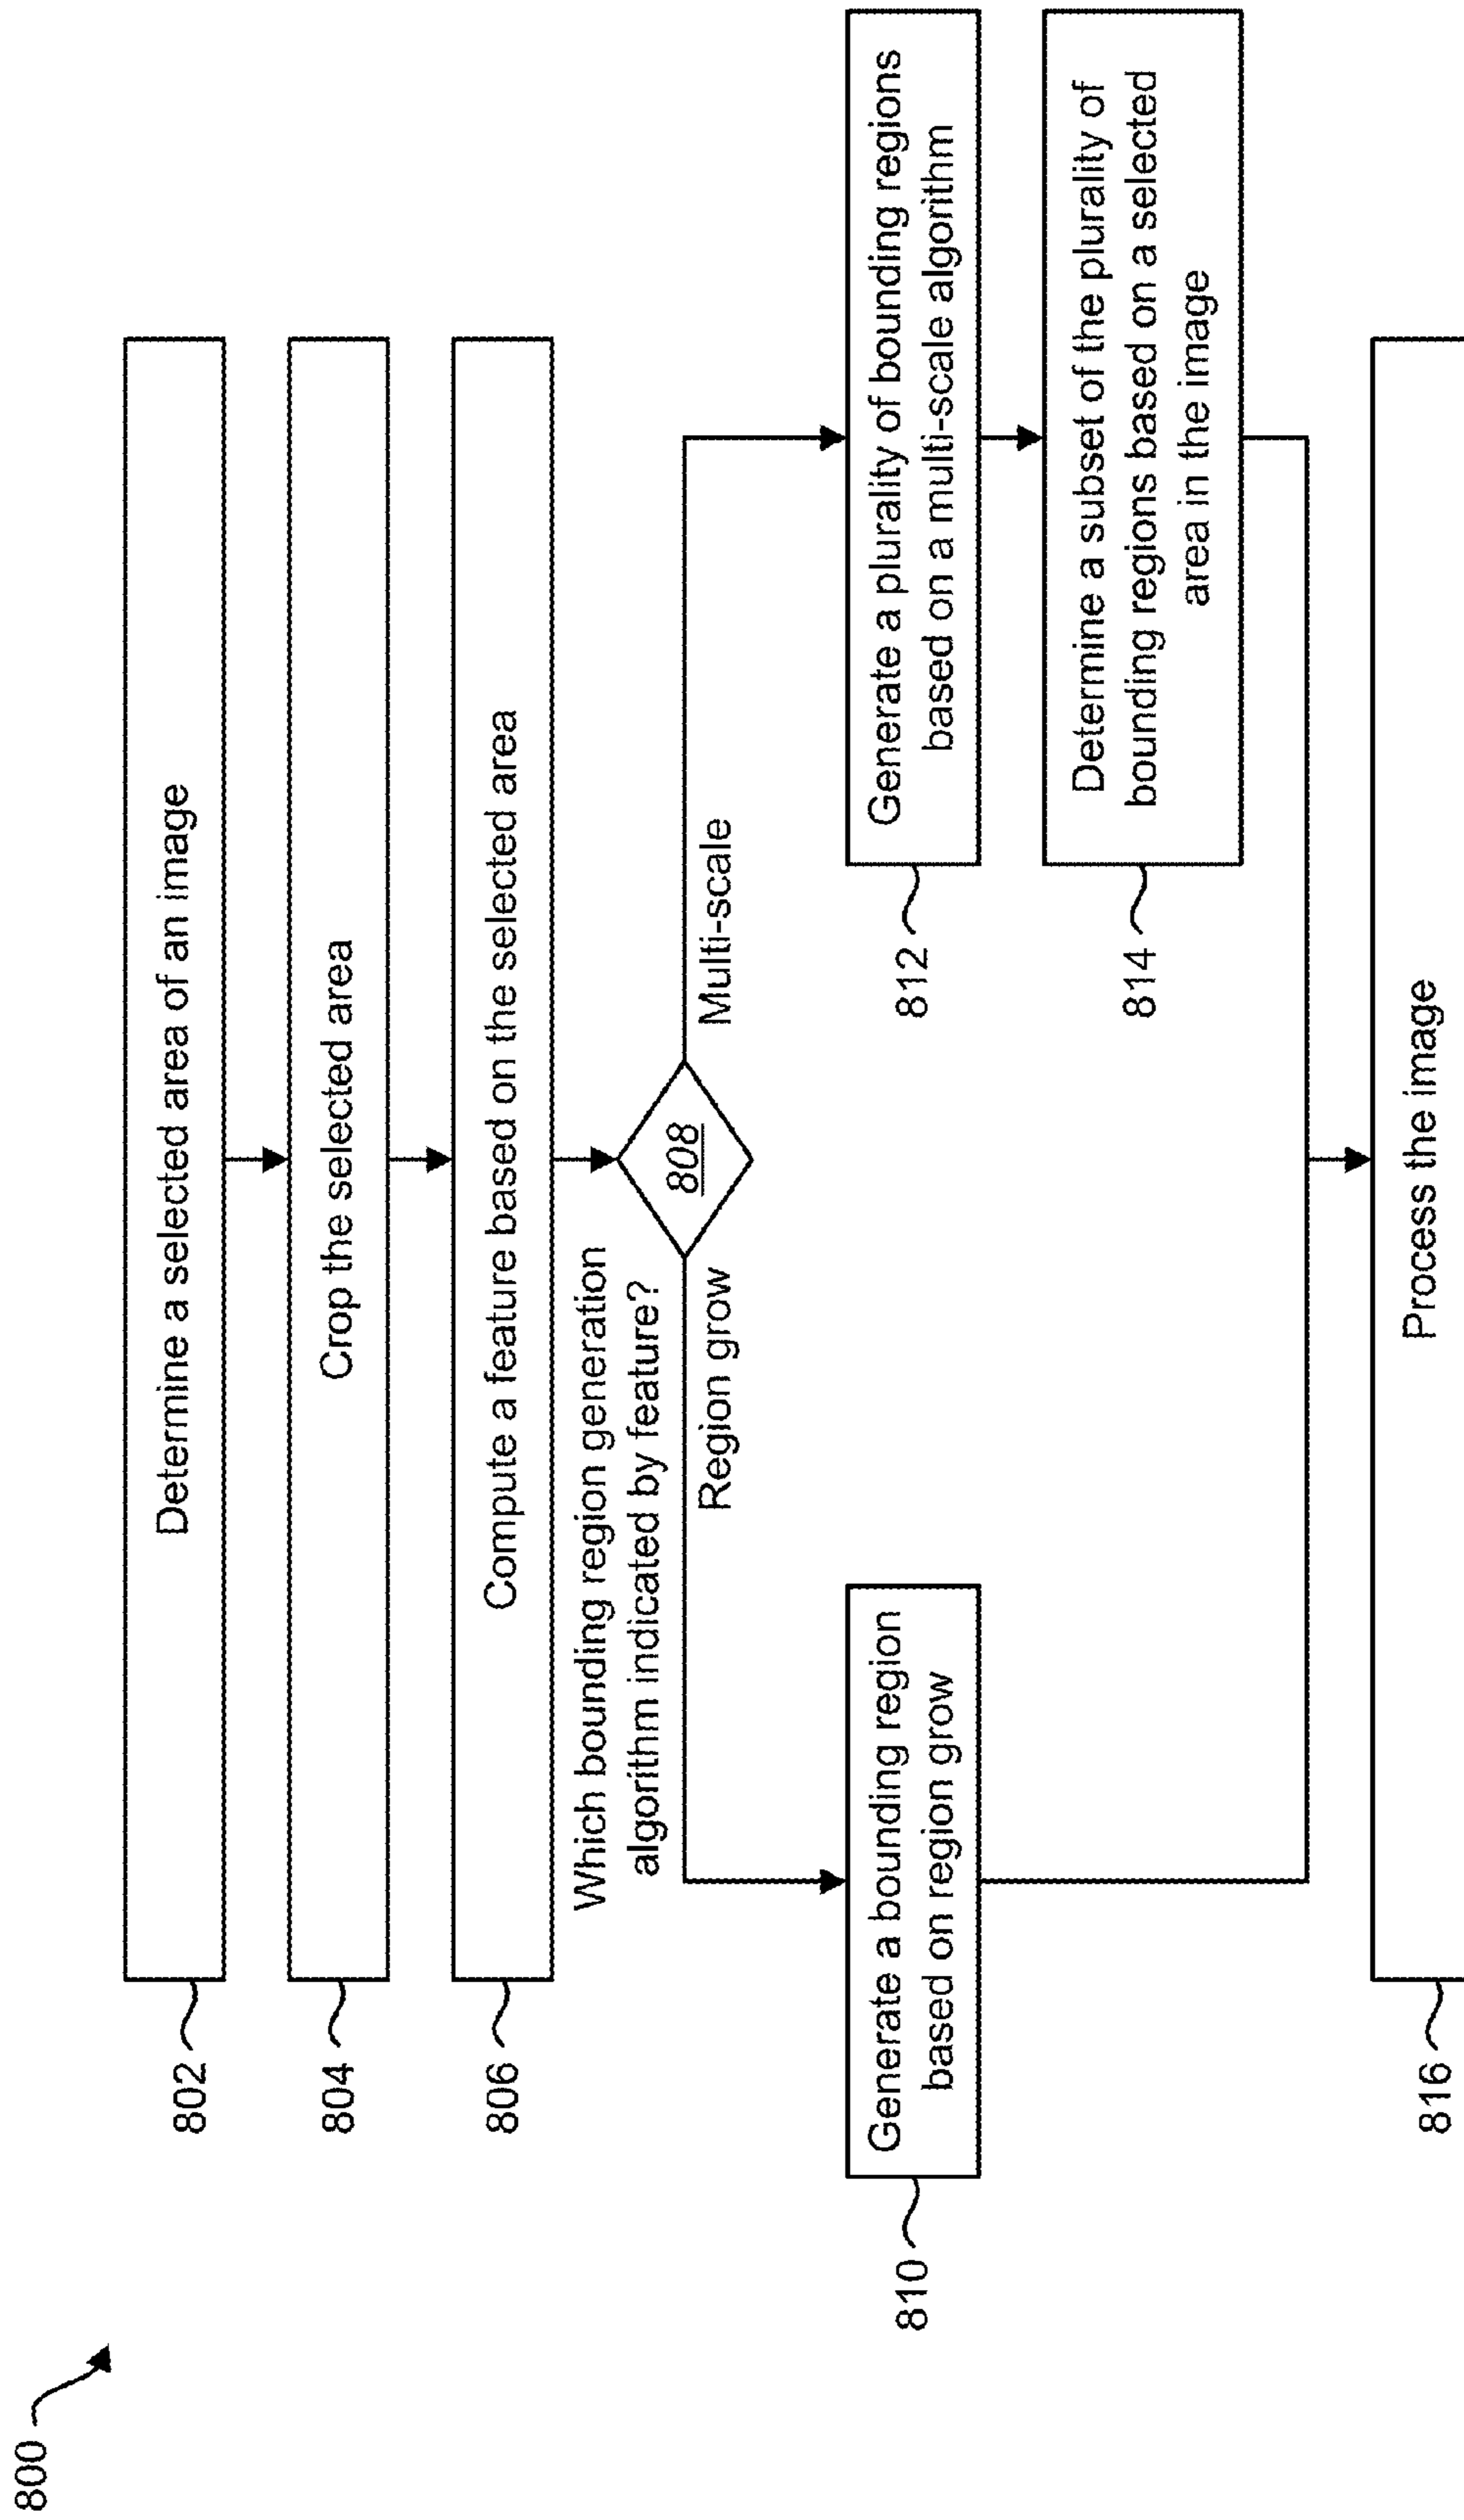 800
802
Determine a selected area of an image
804
Crop the selected area
806
Compute a feature based on the selected area
Which bounding region generation
algorithm indicated by feature?
808
Region grow
Multi-scale
810
Generate a bounding region
based on region grow
812
Generate a plurality of bounding regions
based on a multi-scale algorithm
814
Determine a subset of the plurality of
bounding regions based on a selected
area in the image
816
Process the image